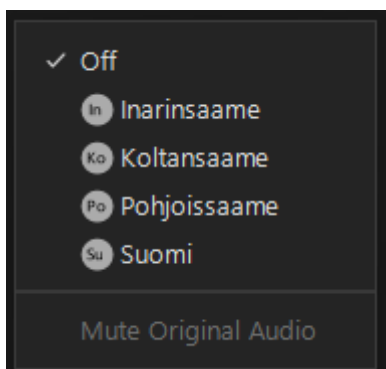 Off
In Inarinsaame
Ko Koltansaame
Po Pohjoissaame
Su Suomi
Mute Original Audio